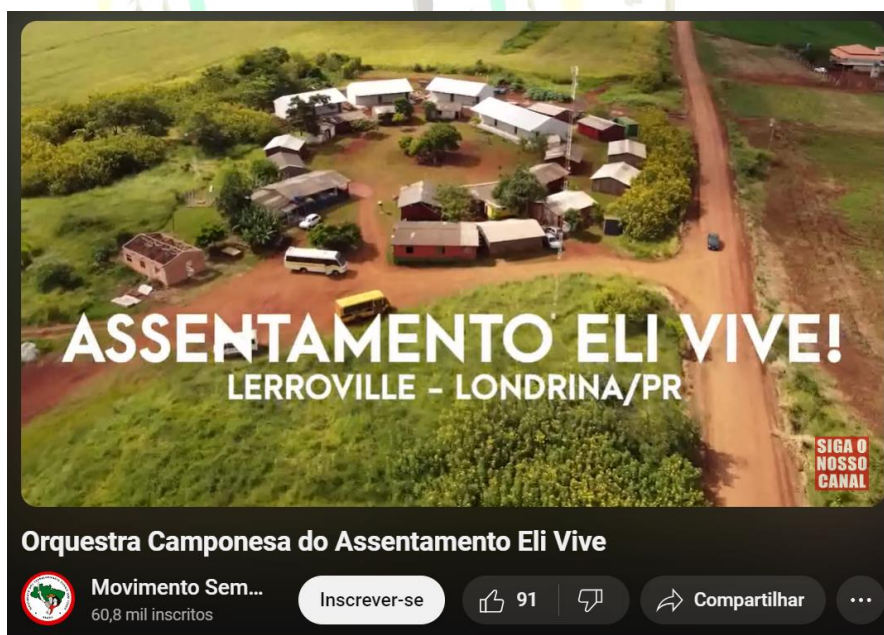 ASSENTAMENTO ELI VIVE!
LERROVILLE - LONDRINA/PR
SIGA O
NOSSO
CANAL
Orquestra Camponesa do Assentamento Eli Vive
Movimento Sem...
60,8 mil inscritos
Inscrever-se
91
Compartilhar